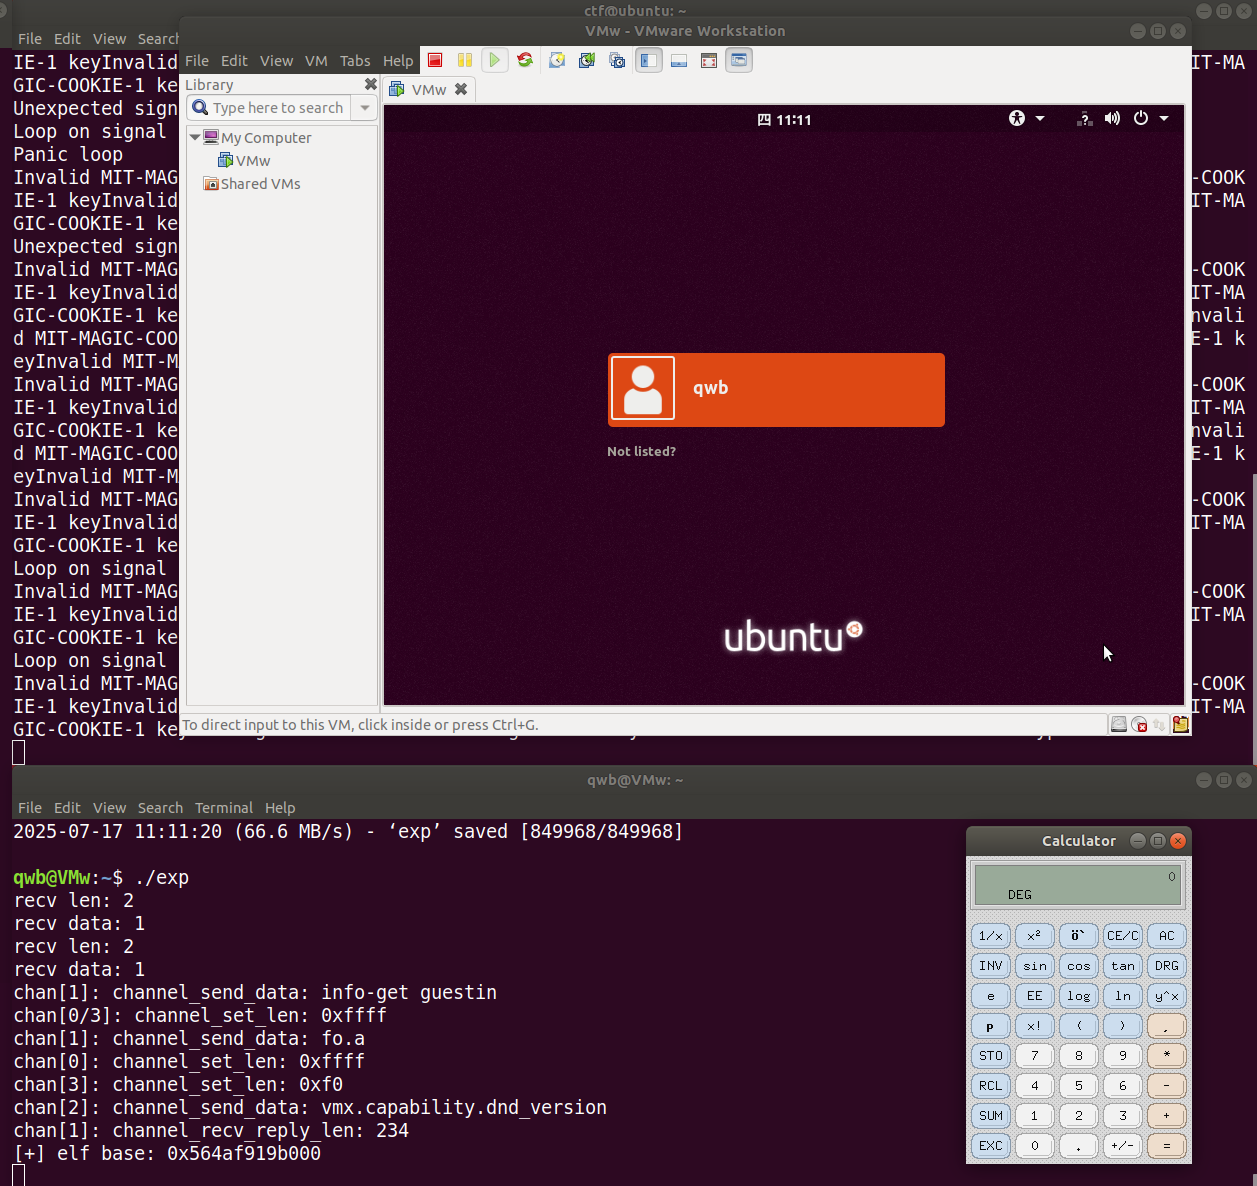 ctf@ubuntu: ~
File Edit View Search
VMw - VMware Workstation
File Edit View VM Tabs Help
Library
Type here to search
My Computer
VMw
Shared VMs
VMw
四 11:11
qwb
Not listed?
ubuntu
To direct input to this VM, click inside or press Ctrl+G.
IE-1 keyInvalid IT-MA
GIC-COOKIE-1 ke
Unexpected sign
Loop on signal
Panic loop
Invalid MIT-MAG -COOK
IE-1 keyInvalid IT-MA
GIC-COOKIE-1 ke
Unexpected sign
Invalid MIT-MAG -COOK
IE-1 keyInvalid IT-MA
GIC-COOKIE-1 ke nvali
d MIT-MAGIC-COO E-1 k
eyInvalid MIT-M
Invalid MIT-MAG -COOK
IE-1 keyInvalid IT-MA
GIC-COOKIE-1 ke nvali
d MIT-MAGIC-COO E-1 k
eyInvalid MIT-M
Invalid MIT-MAG -COOK
IE-1 keyInvalid IT-MA
GIC-COOKIE-1 ke
Loop on signal
Invalid MIT-MAG -COOK
IE-1 keyInvalid IT-MA
GIC-COOKIE-1 ke
Loop on signal
Invalid MIT-MAG -COOK
IE-1 keyInvalid IT-MA
GIC-COOKIE-1 ke
qwb@VMw: ~
File Edit View Search Terminal Help
2025-07-17 11:11:20 (66.6 MB/s) - ‘exp’ saved [849968/849968]
qwb@VMw:~$ ./exp
recv len: 2
recv data: 1
recv len: 2
recv data: 1
chan[1]: channel_send_data: info-get guestin
chan[0/3]: channel_set_len: 0xffff
chan[1]: channel_send_data: fo.a
chan[0]: channel_set_len: 0xffff
chan[3]: channel_set_len: 0xf0
chan[2]: channel_send_data: vmx.capability.dnd_version
chan[1]: channel_recv_reply_len: 234
[+] elf base: 0x564af919b000
Calculator
0
DEG
1/x x² ö` CE/C AC
INV sin cos tan DRG
e EE log ln y^x
p x! ( ) ,
STO 7 8 9 *
RCL 4 5 6 -
SUM 1 2 3 +
EXC 0 . +/- =